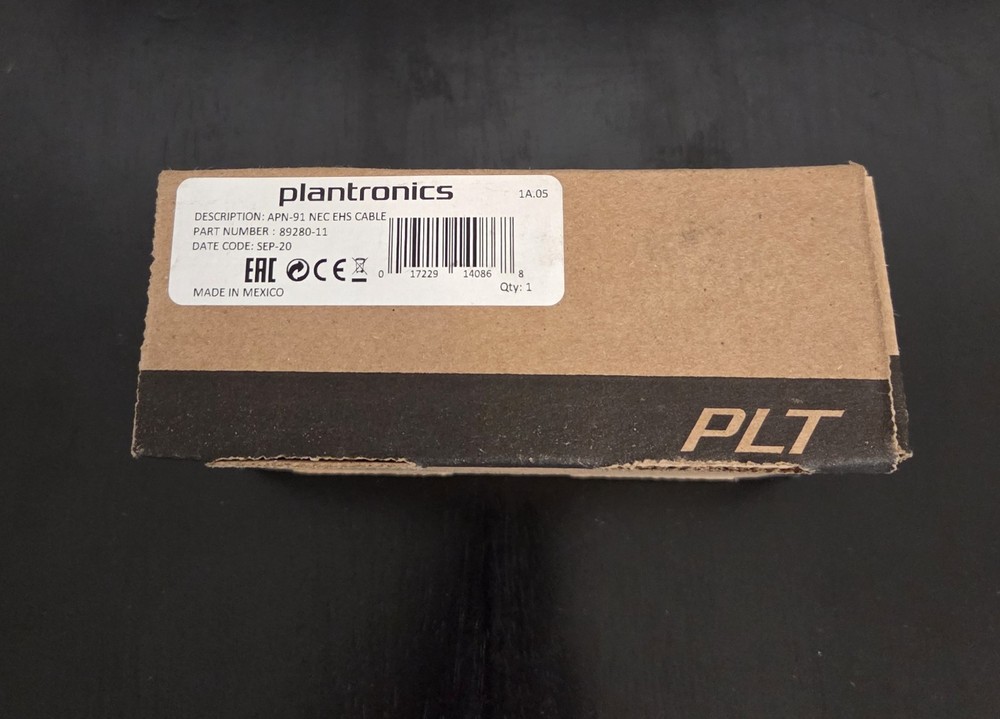 plantronics
1A.05
DESCRIPTION: APN-91 NEC EHS CABLE
PART NUMBER : 89280-11
DATE CODE: SEP-20
EAC CE
0 17229 14086 8
MADE IN MEXICO
Qty: 1
PLT